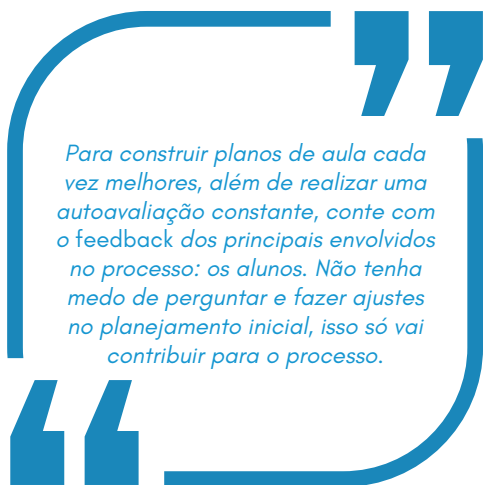 Para construir planos de aula cada
vez melhores, além de realizar uma
autoavaliação constante, conte com
o feedback dos principais envolvidos
no processo: os alunos. Não tenha
medo de perguntar e fazer ajustes
no planejamento inicial, isso só vai
contribuir para o processo.